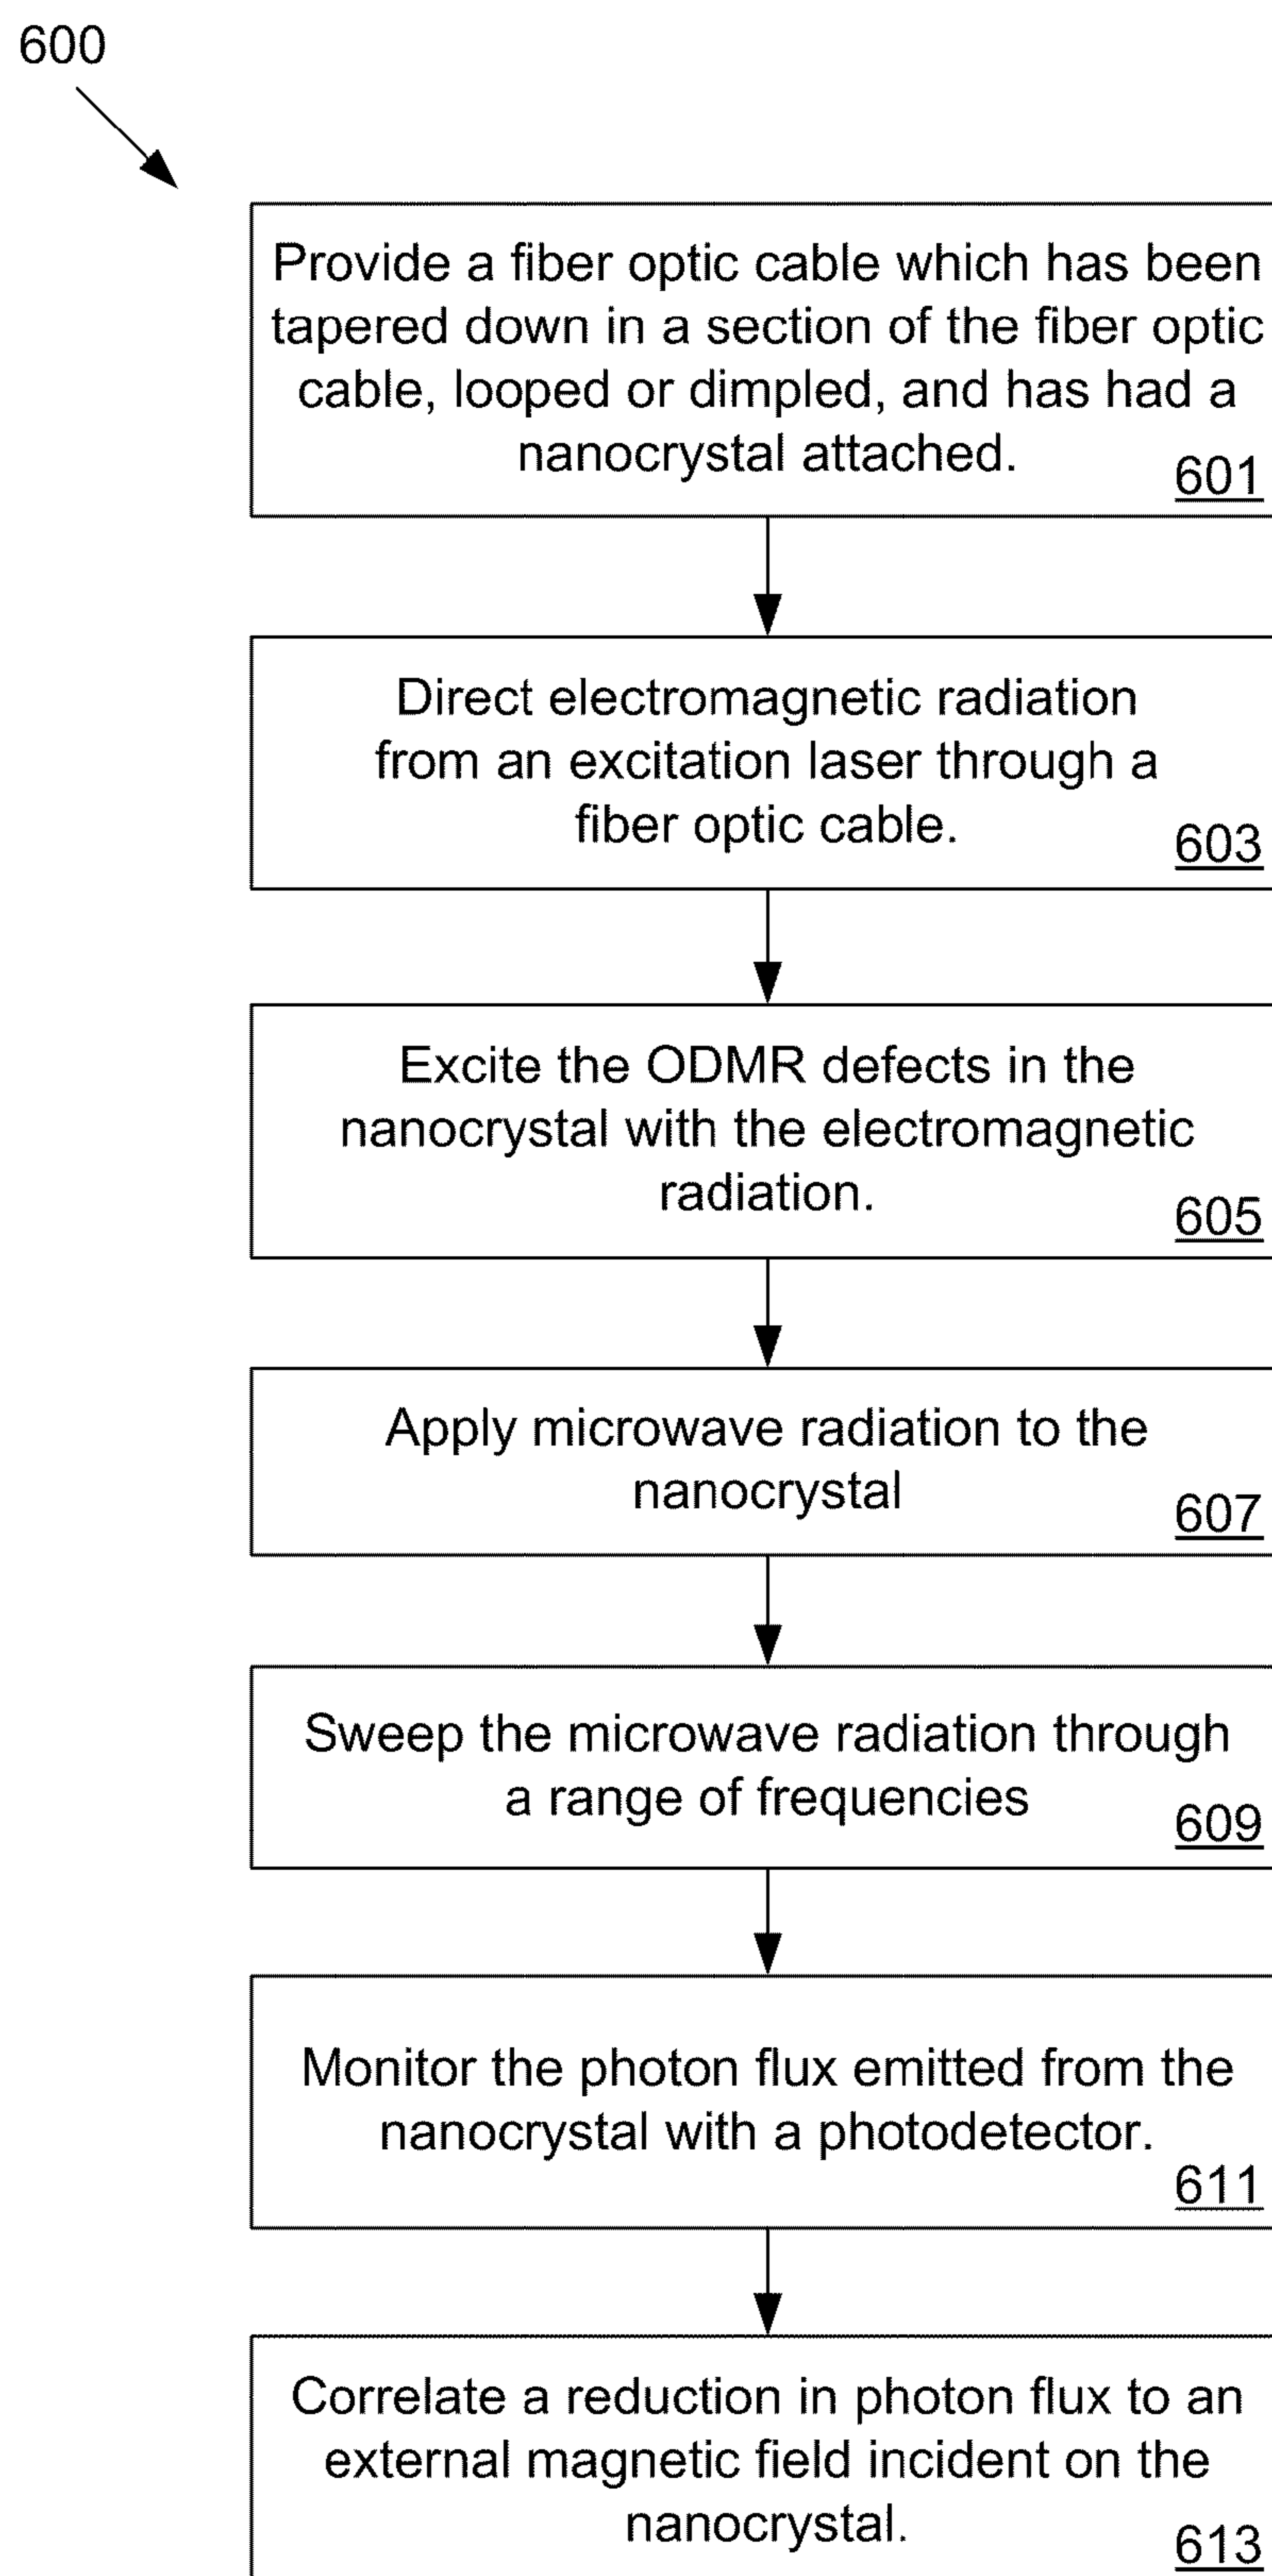 600
Provide a fiber optic cable which has been
tapered down in a section of the fiber optic
cable, looped or dimpled, and has had a
nanocrystal attached.
601
Direct electromagnetic radiation
from an excitation laser through a
fiber optic cable.
603
Excite the ODMR defects in the
nanocrystal with the electromagnetic
radiation.
605
Apply microwave radiation to the
nanocrystal
607
Sweep the microwave radiation through
a range of frequencies
609
Monitor the photon flux emitted from the
nanocrystal with a photodetector.
611
Correlate a reduction in photon flux to an
external magnetic field incident on the
nanocrystal.
613